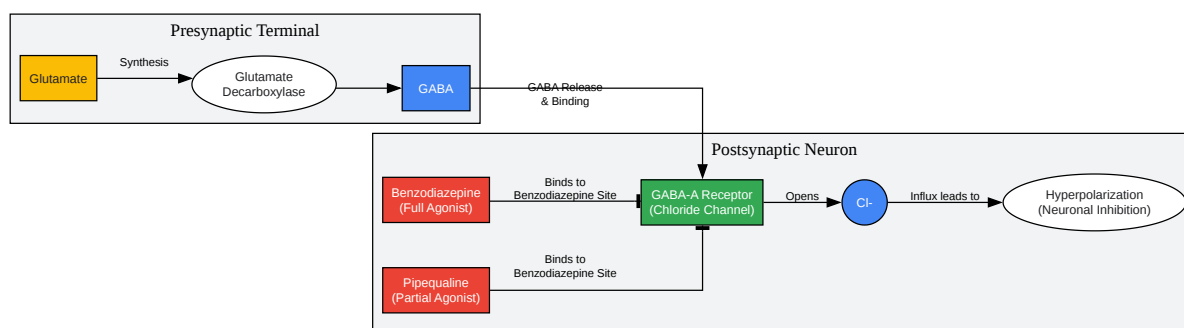 Presynaptic Terminal
Glutamate
Synthesis
Glutamate
Decarboxylase
GABA
GABA Release
& Binding
Postsynaptic Neuron
Benzodiazepine
(Full Agonist)
Binds to
Benzodiazepine Site
GABA-A Receptor
(Chloride Channel)
Opens
Cl-
Influx leads to
Hyperpolarization
(Neuronal Inhibition)
Pipequaline
(Partial Agonist)
Binds to
Benzodiazepine Site